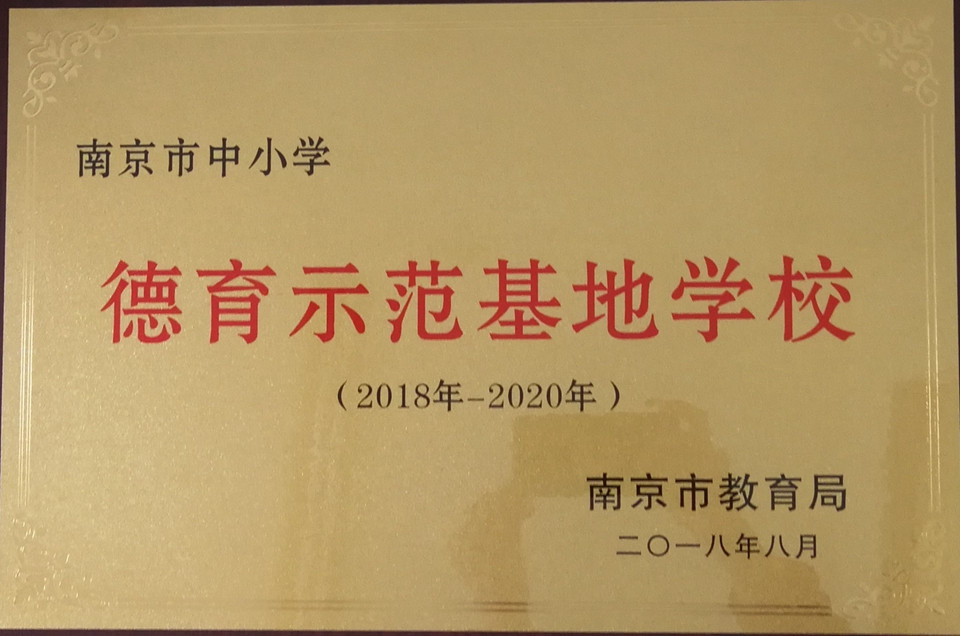 南京市中小学
德育示范基地学校
（2018年-2020年）
南京市教育局
二〇一八年八月